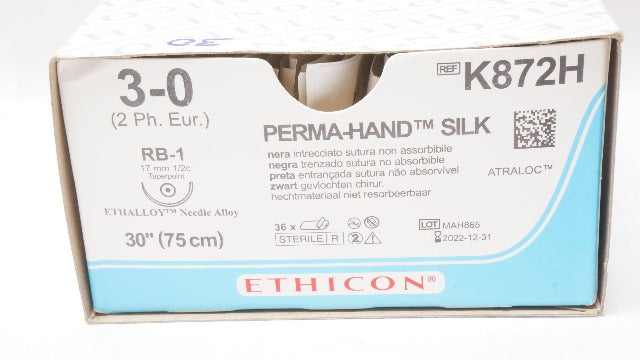 30
3-0
(2 Ph. Eur.)
RB-1
17 mm 1/2c
Taperpoint
ETHALLOY™ Needle Alloy
30" (75 cm)
REF K872H
PERMA-HAND™ SILK
nera intrecciato sutura non assorbibile
negra trenzado sutura no absorbible
preta entrançada sutura não absorvível
zwart gevlochten chirur.
hechtmateriaal niet resorbeerbaar
ATRALOC™
36 x
STERILE R
2
LOT MAH865
2022-12-31
ETHICON®